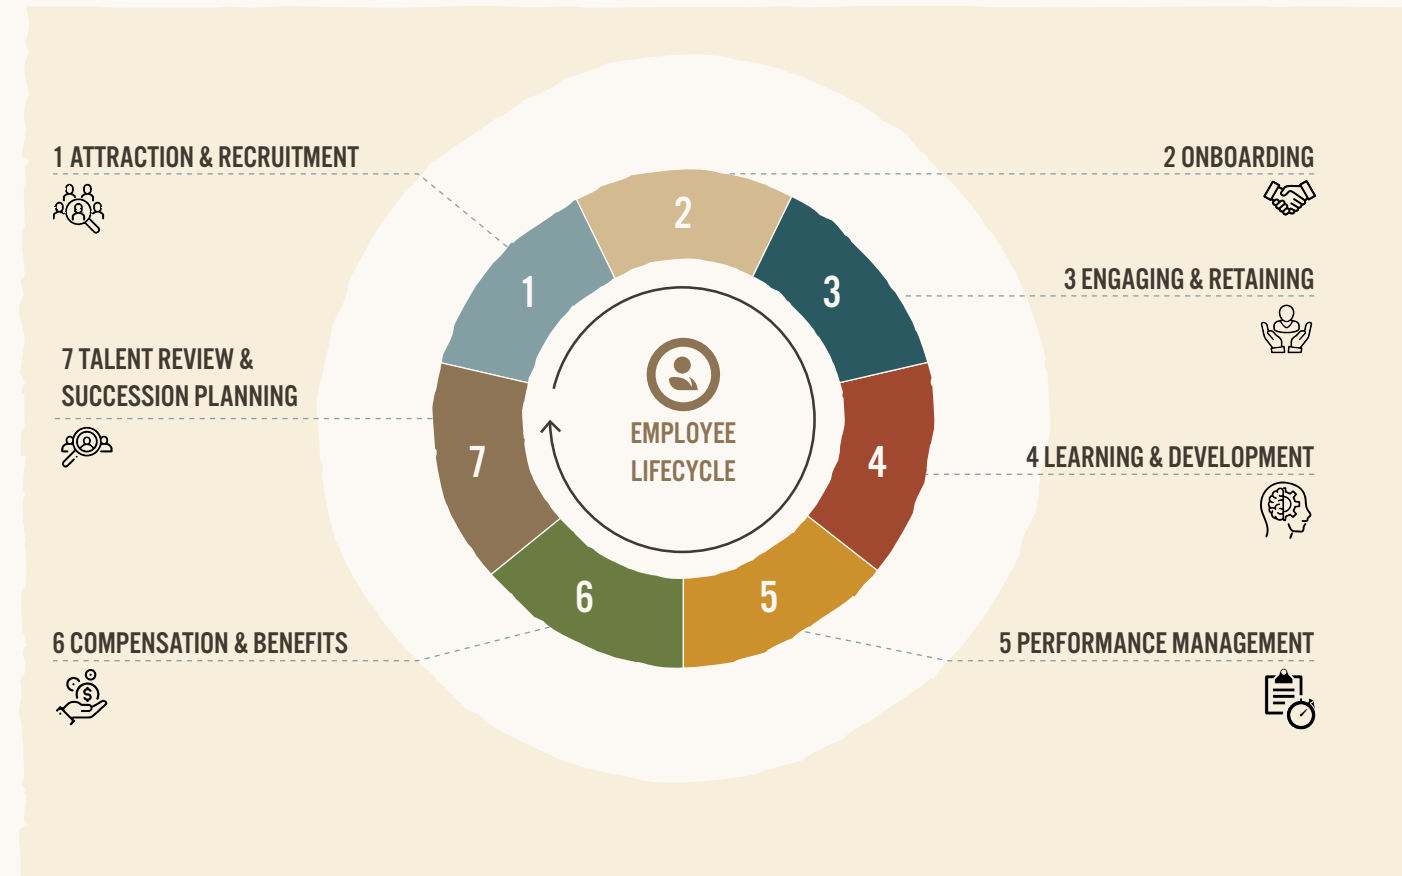 1 ATTRACTION & RECRUITMENT
2 ONBOARDING
3 ENGAGING & RETAINING
4 LEARNING & DEVELOPMENT
5 PERFORMANCE MANAGEMENT
6 COMPENSATION & BENEFITS
7 TALENT REVIEW &
SUCCESSION PLANNING
1
2
3
4
5
6
7
EMPLOYEE
LIFECYCLE
$